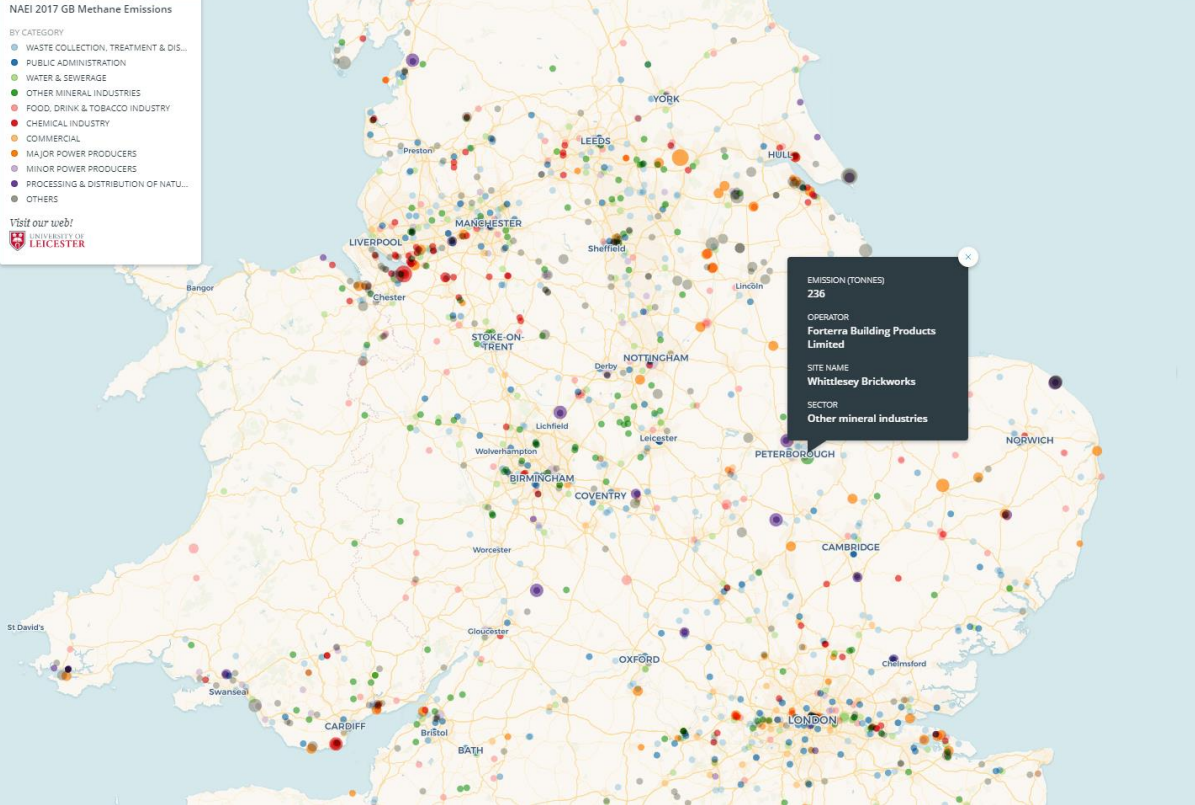 NAEI 2017 GB Methane Emissions
BY CATEGORY
WASTE COLLECTION, TREATMENT & DIS...
PUBLIC ADMINISTRATION
WATER & SEWERAGE
OTHER MINERAL INDUSTRIES
FOOD, DRINK & TOBACCO INDUSTRY
CHEMICAL INDUSTRY
COMMERCIAL
MAJOR POWER PRODUCERS
MINOR POWER PRODUCERS
PROCESSING & DISTRIBUTION OF NATU...
OTHERS
Visit our web!
UNIVERSITY OF
LEICESTER
YORK
LEEDS
Preston
HULL
MANCHESTER
LIVERPOOL
Sheffield
Bangor
Chester
Lincoln
×
EMISSION (TONNES)
236
OPERATOR
Forterra Building Products
Limited
SITE NAME
Whittlesey Brickworks
SECTOR
Other mineral industries
STOKE-ON-
TRENT
NOTTINGHAM
Derby
Lichfield
Leicester
NORWICH
Wolverhampton
PETERBOROUGH
BIRMINGHAM
COVENTRY
Worcester
CAMBRIDGE
St David's
Gloucester
OXFORD
Chelmsford
Swansea
LONDON
CARDIFF
Bristol
BATH